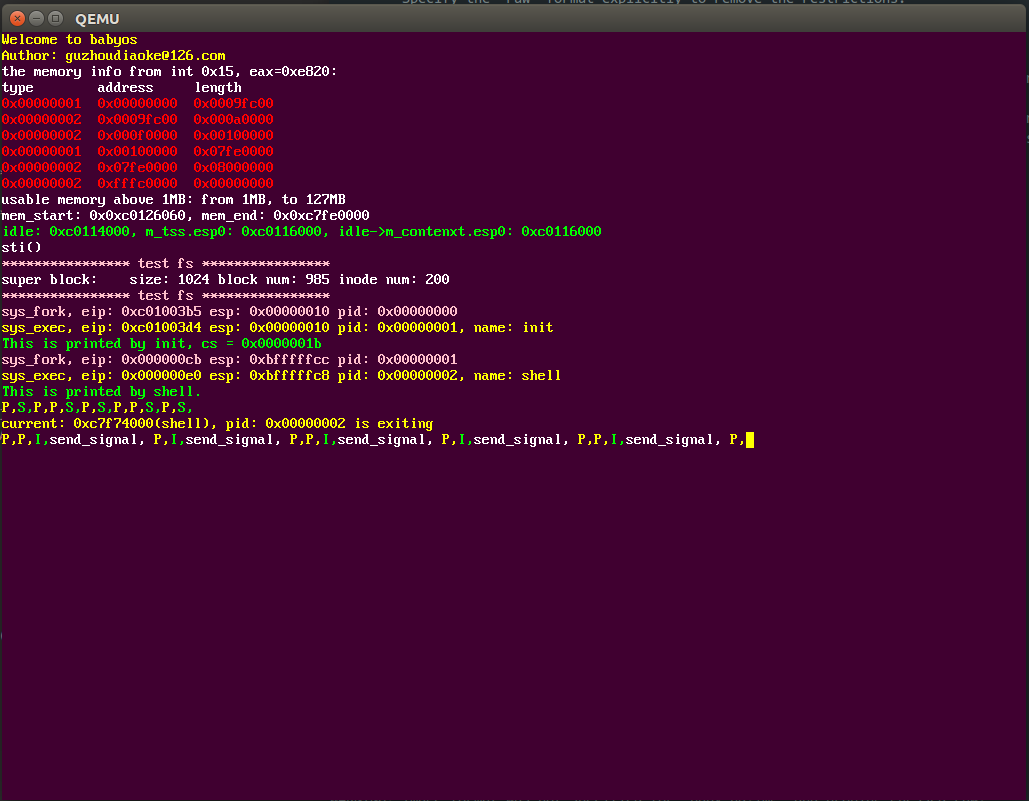 Specify the 'raw' format explicitly to remove the restrictions.
QEMU
Welcome to babyos
Author: guzhoudiaoke@126.com
the memory info from int 0x15, eax=0xe820:
type address length
0x00000001 0x00000000 0x0009fc00
0x00000002 0x0009fc00 0x000a0000
0x00000002 0x000f0000 0x00100000
0x00000001 0x00100000 0x07fe0000
0x00000002 0x07fe0000 0x08000000
0x00000002 0xfffc0000 0x00000000
usable memory above 1MB: from 1MB, to 127MB
mem_start: 0x0xc0126060, mem_end: 0x0xc7fe0000
idle: 0xc0114000, m_tss.esp0: 0xc0116000, idle->m_contenxt.esp0: 0xc0116000
sti()
**************** test fs ****************
super block: size: 1024 block num: 985 inode num: 200
**************** test fs ****************
sys_fork, eip: 0xc01003b5 esp: 0x00000010 pid: 0x00000000
sys_exec, eip: 0xc01003d4 esp: 0x00000010 pid: 0x00000001, name: init
This is printed by init, cs = 0x0000001b
sys_fork, eip: 0x000000cb esp: 0xbfffffcc pid: 0x00000001
sys_exec, eip: 0x000000e0 esp: 0xbfffffc8 pid: 0x00000002, name: shell
This is printed by shell.
P,S,P,P,S,P,S,P,P,S,P,S,
current: 0xc7f74000(shell), pid: 0x00000002 is exiting
P,P,I,send_signal, P,I,send_signal, P,P,I,send_signal, P,I,send_signal, P,P,I,send_signal, P,